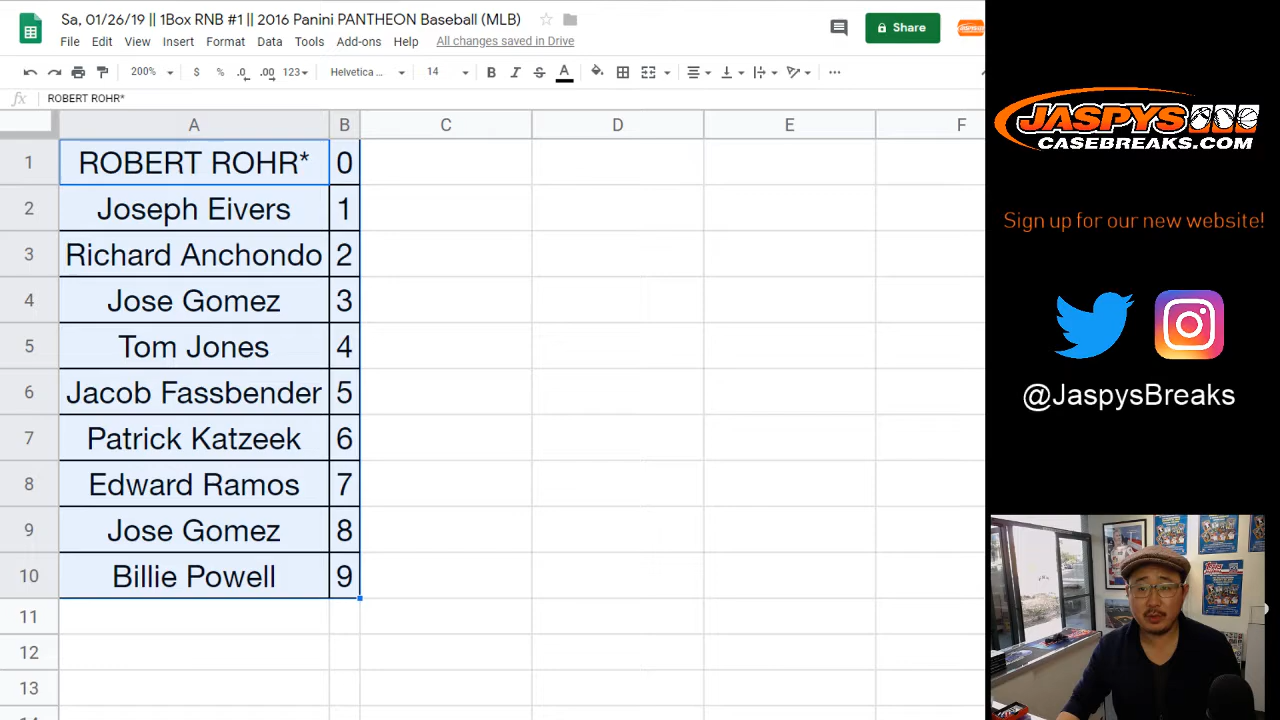 Sa, 01/26/19 || 1Box RNB #1 || 2016 Panini PANTHEON Baseball (MLB)
File Edit View Insert Format Data Tools Add-ons Help All changes saved in Drive
Share
200% $ % .0 .00 123 Helvetica ... 14 B I S A
fx ROBERT ROHR*
A B C D E F
1 ROBERT ROHR* 0
2 Joseph Eivers 1
3 Richard Anchondo 2
4 Jose Gomez 3
5 Tom Jones 4
6 Jacob Fassbender 5
7 Patrick Katzeek 6
8 Edward Ramos 7
9 Jose Gomez 8
10 Billie Powell 9
11
12
13
JASPYS
CASEBREAKS.COM
Sign up for our new website!
@JaspysBreaks